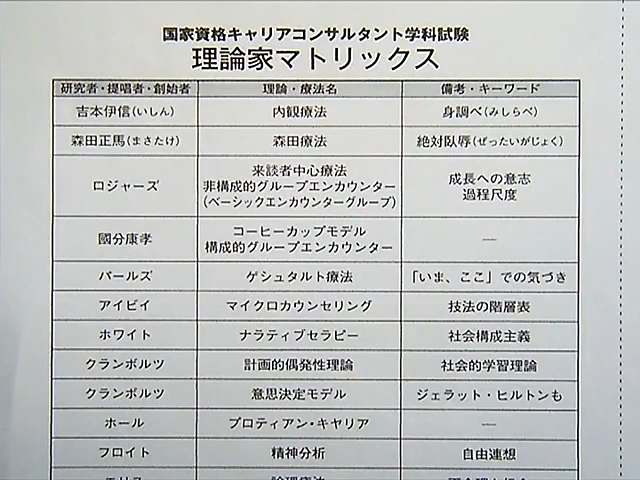 国家資格キャリアコンサルタント学科試験
理論家マトリックス
研究者・提唱者・創始者 理論・療法名 備考・キーワード
吉本伊信(いしん) 内観療法 身調べ(みしらべ)
森田正馬(まさたけ) 森田療法 絶対臥辱(ぜったいがじょく)
ロジャーズ
来談者中心療法
非構成的グループエンカウンター
(ベーシックエンカウンターグループ)
成長への意志
過程尺度
國分康孝
コーヒーカップモデル
構成的グループエンカウンター
—
パールズ ゲシュタルト療法 「いま、ここ」での気づき
アイビイ マイクロカウンセリング 技法の階層表
ホワイト ナラティブセラピー 社会構成主義
クランボルツ 計画的偶発性理論 社会的学習理論
クランボルツ 意思決定モデル ジェラット・ヒルトンも
ホール プロティアン・キャリア —
フロイト 精神分析 自由連想